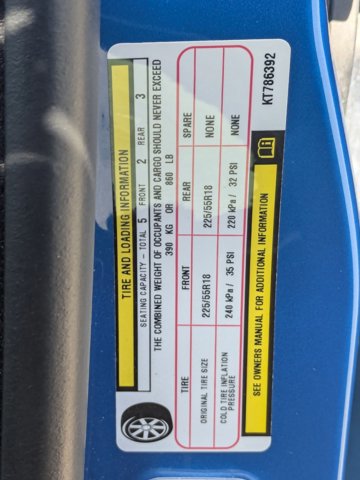 TIRE AND LOADING INFORMATION
SEATING CAPACITY - TOTAL 5 FRONT 2 REAR 3
THE COMBINED WEIGHT OF OCCUPANTS AND CARGO SHOULD NEVER EXCEED
390 KG OR 860 LB
TIRE FRONT REAR SPARE
ORIGINAL TIRE SIZE 225/55R18 225/55R18 NONE
COLD TIRE INFLATION
PRESSURE 240 kPa / 35 PSI 220 kPa / 32 PSI NONE
SEE OWNERS MANUAL FOR ADDITIONAL INFORMATION
KT786392